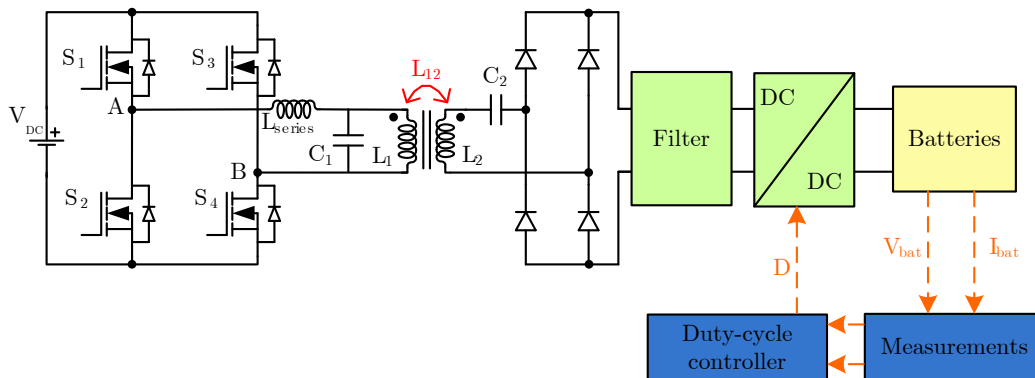 S1
S3
L12
C2
V DC
+
A
Lseries
C1
L1
L2
Filter
DC
DC
Batteries
B
S2
S4
D
Vbat
Ibat
Duty-cycle
controller
Measurements